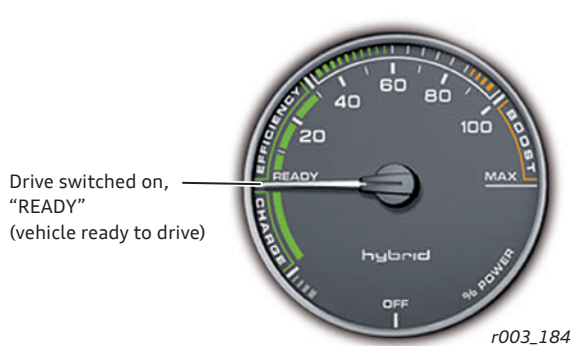 Drive switched on,
“READY”
(vehicle ready to drive)
EFFICIENCY
CHARGE
READY
20
40
60
80
100
BOOST
MAX
hybrid
OFF
% POWER
r003_184